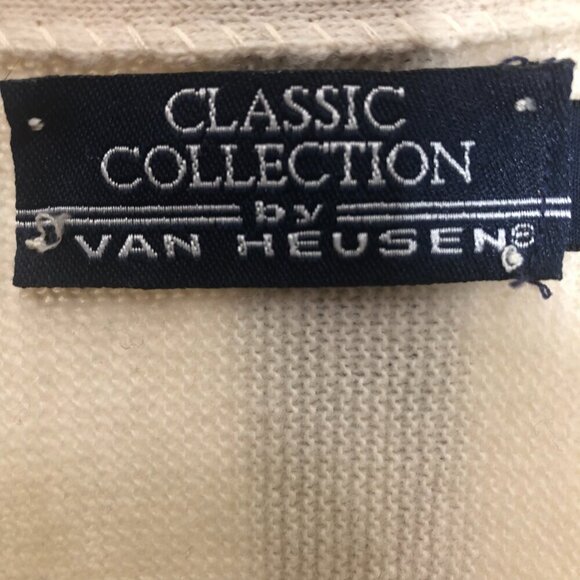 CLASSIC
COLLECTION
by
VAN HEUSEN®